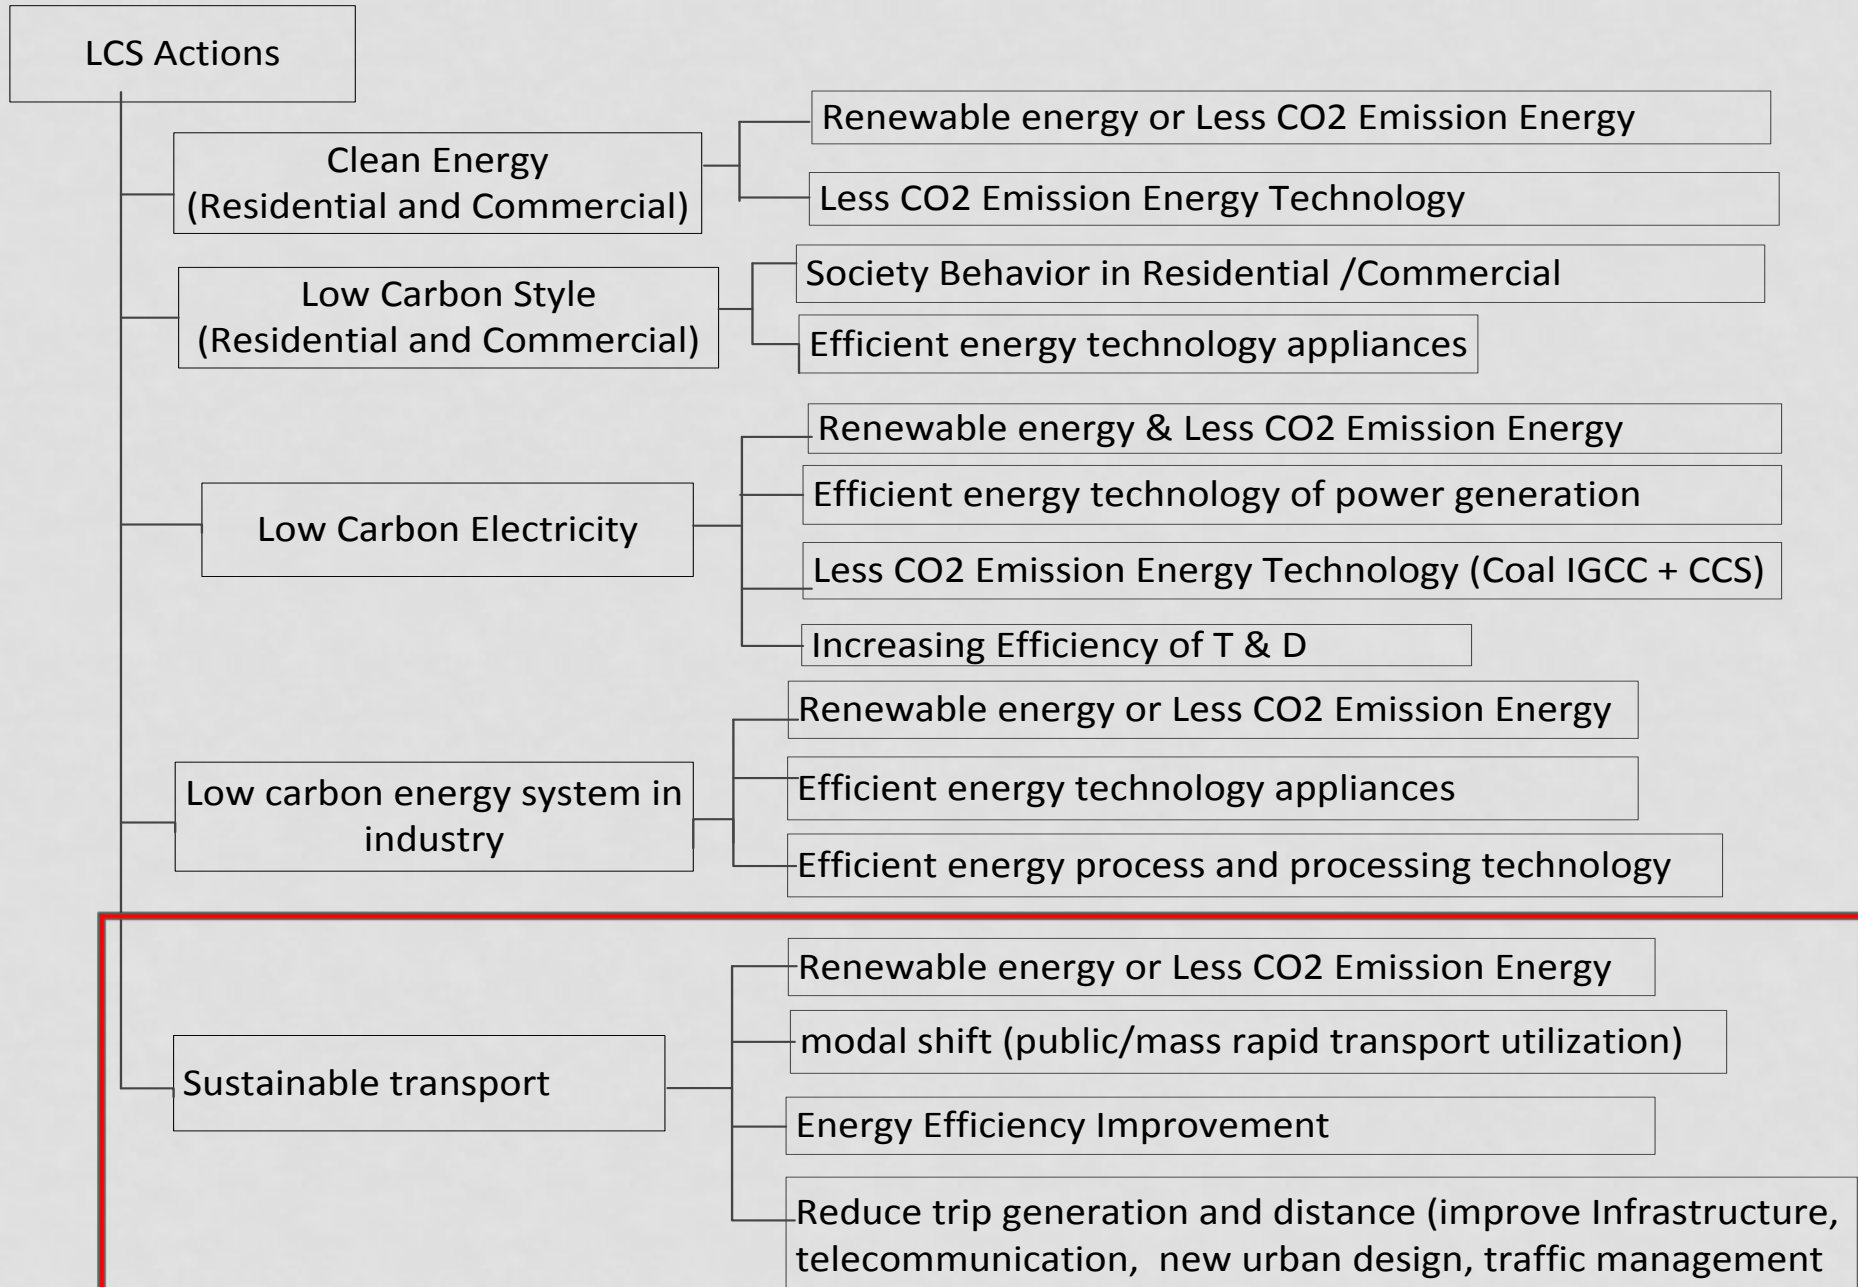 LCS Actions
Clean Energy
(Residential and Commercial)
Renewable energy or Less CO2 Emission Energy
Less CO2 Emission Energy Technology
Low Carbon Style
(Residential and Commercial)
Society Behavior in Residential /Commercial
Efficient energy technology appliances
Low Carbon Electricity
Renewable energy & Less CO2 Emission Energy
Efficient energy technology of power generation
Less CO2 Emission Energy Technology (Coal IGCC + CCS)
Increasing Efficiency of T & D
Low carbon energy system in
industry
Renewable energy or Less CO2 Emission Energy
Efficient energy technology appliances
Efficient energy process and processing technology
Sustainable transport
Renewable energy or Less CO2 Emission Energy
modal shift (public/mass rapid transport utilization)
Energy Efficiency Improvement
Reduce trip generation and distance (improve Infrastructure,
telecommunication, new urban design, traffic management